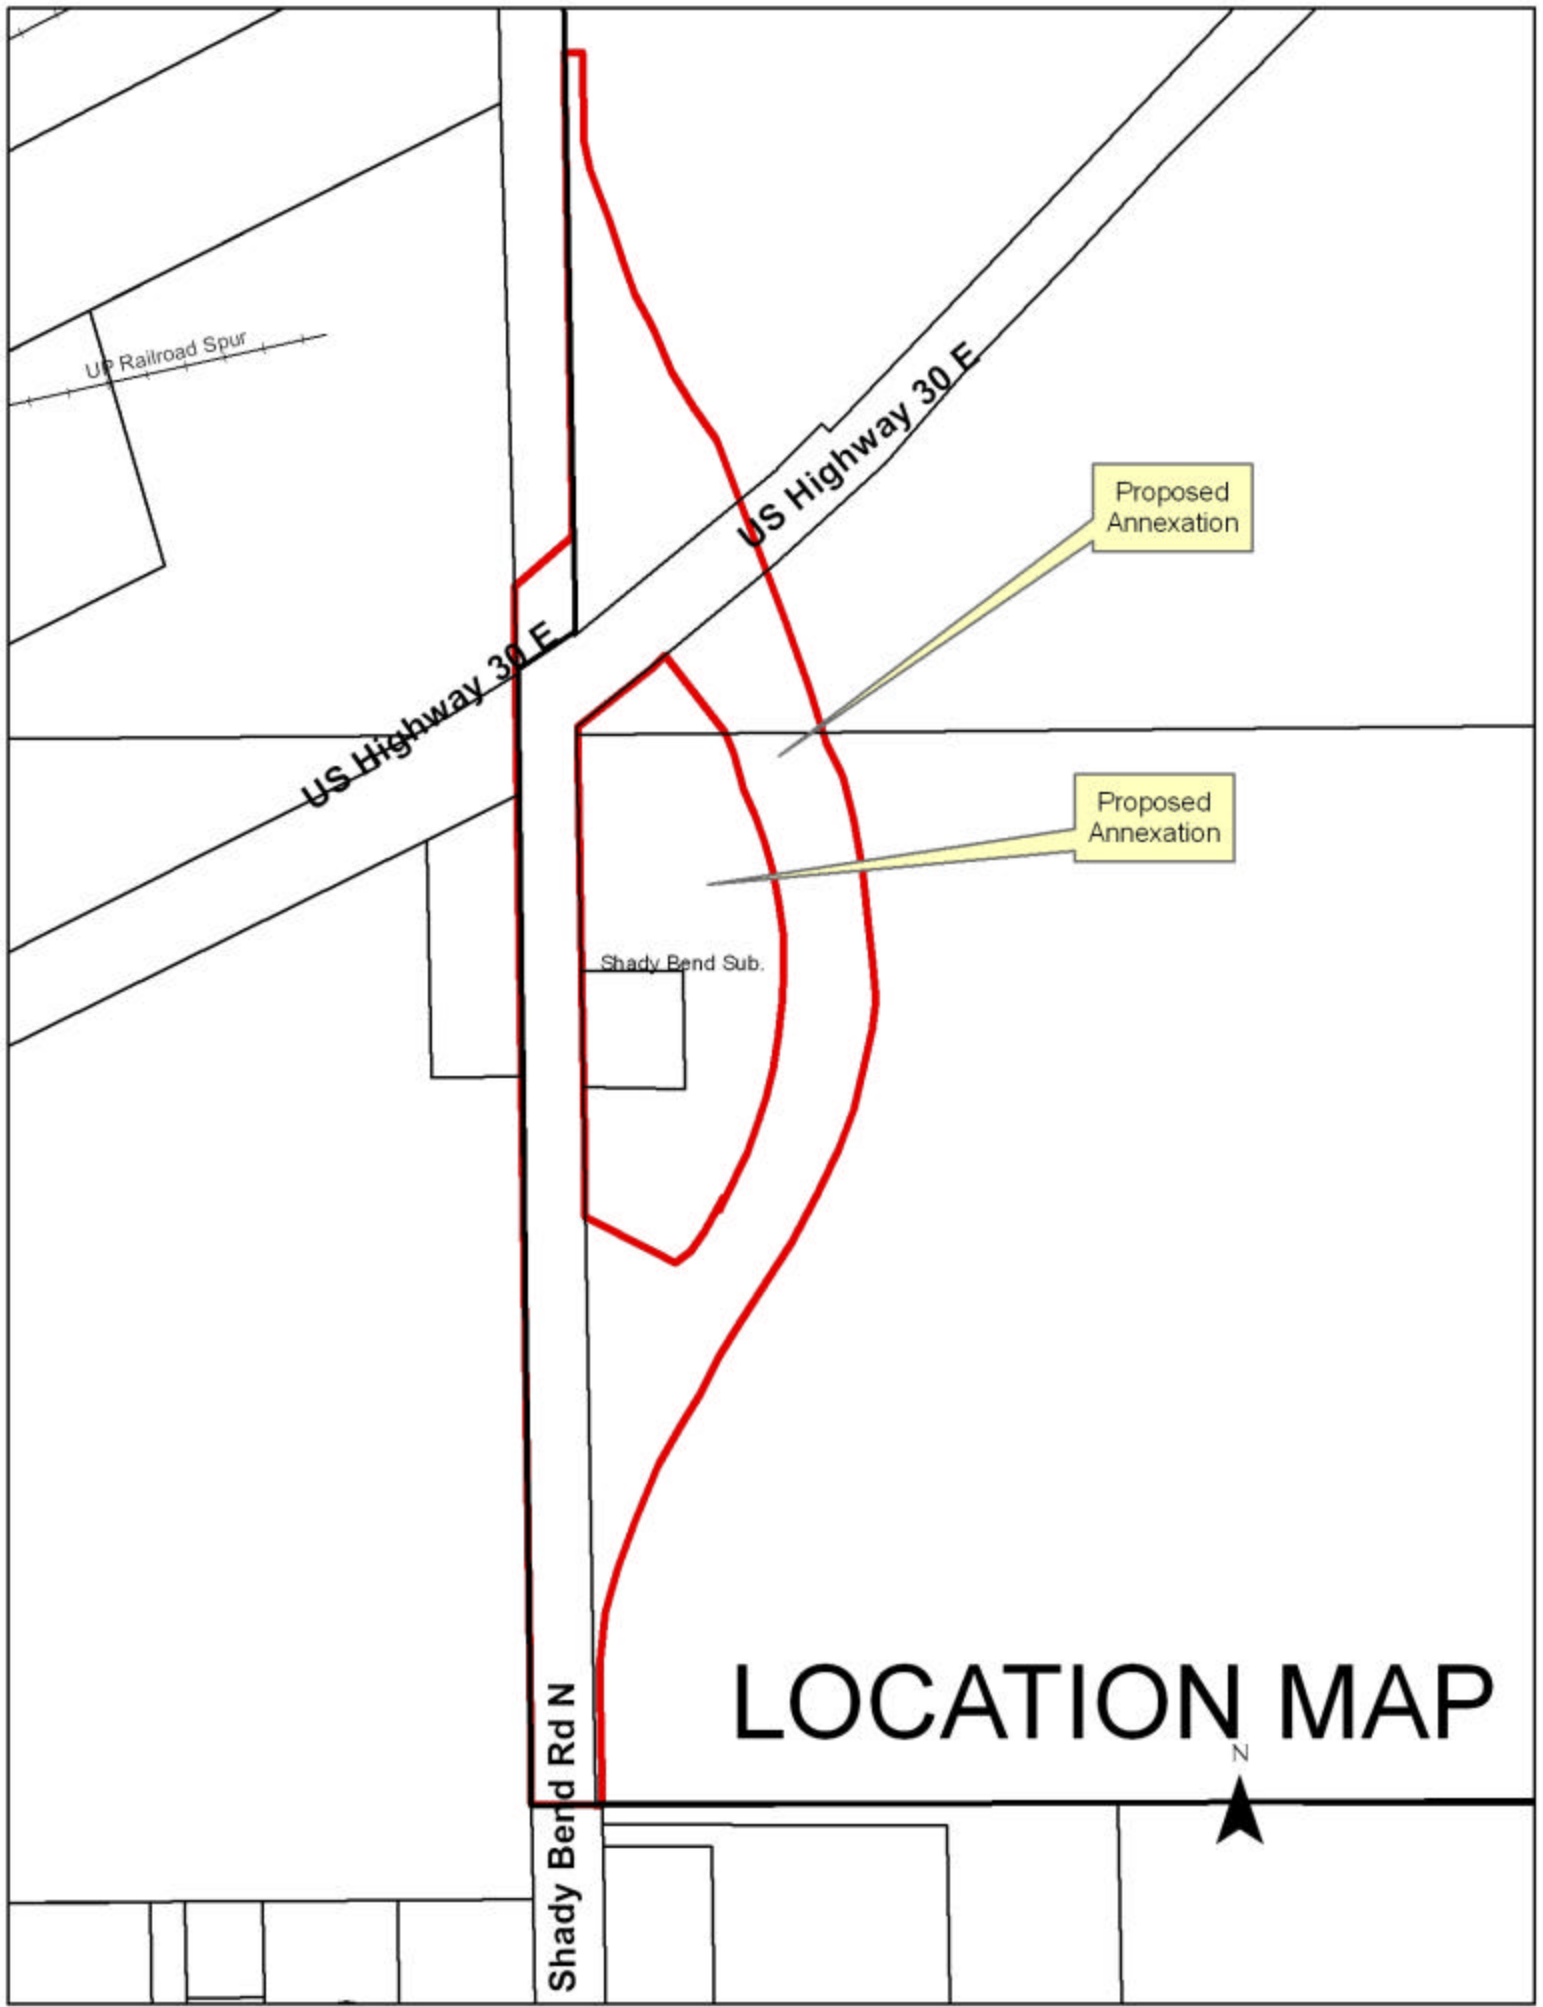 UP Railroad Spur
US Highway 30 E
Proposed
Annexation
US Highway 30 E
Proposed
Annexation
Shady Bend Sub.
LOCATION MAP
N
Shady Bend Rd N